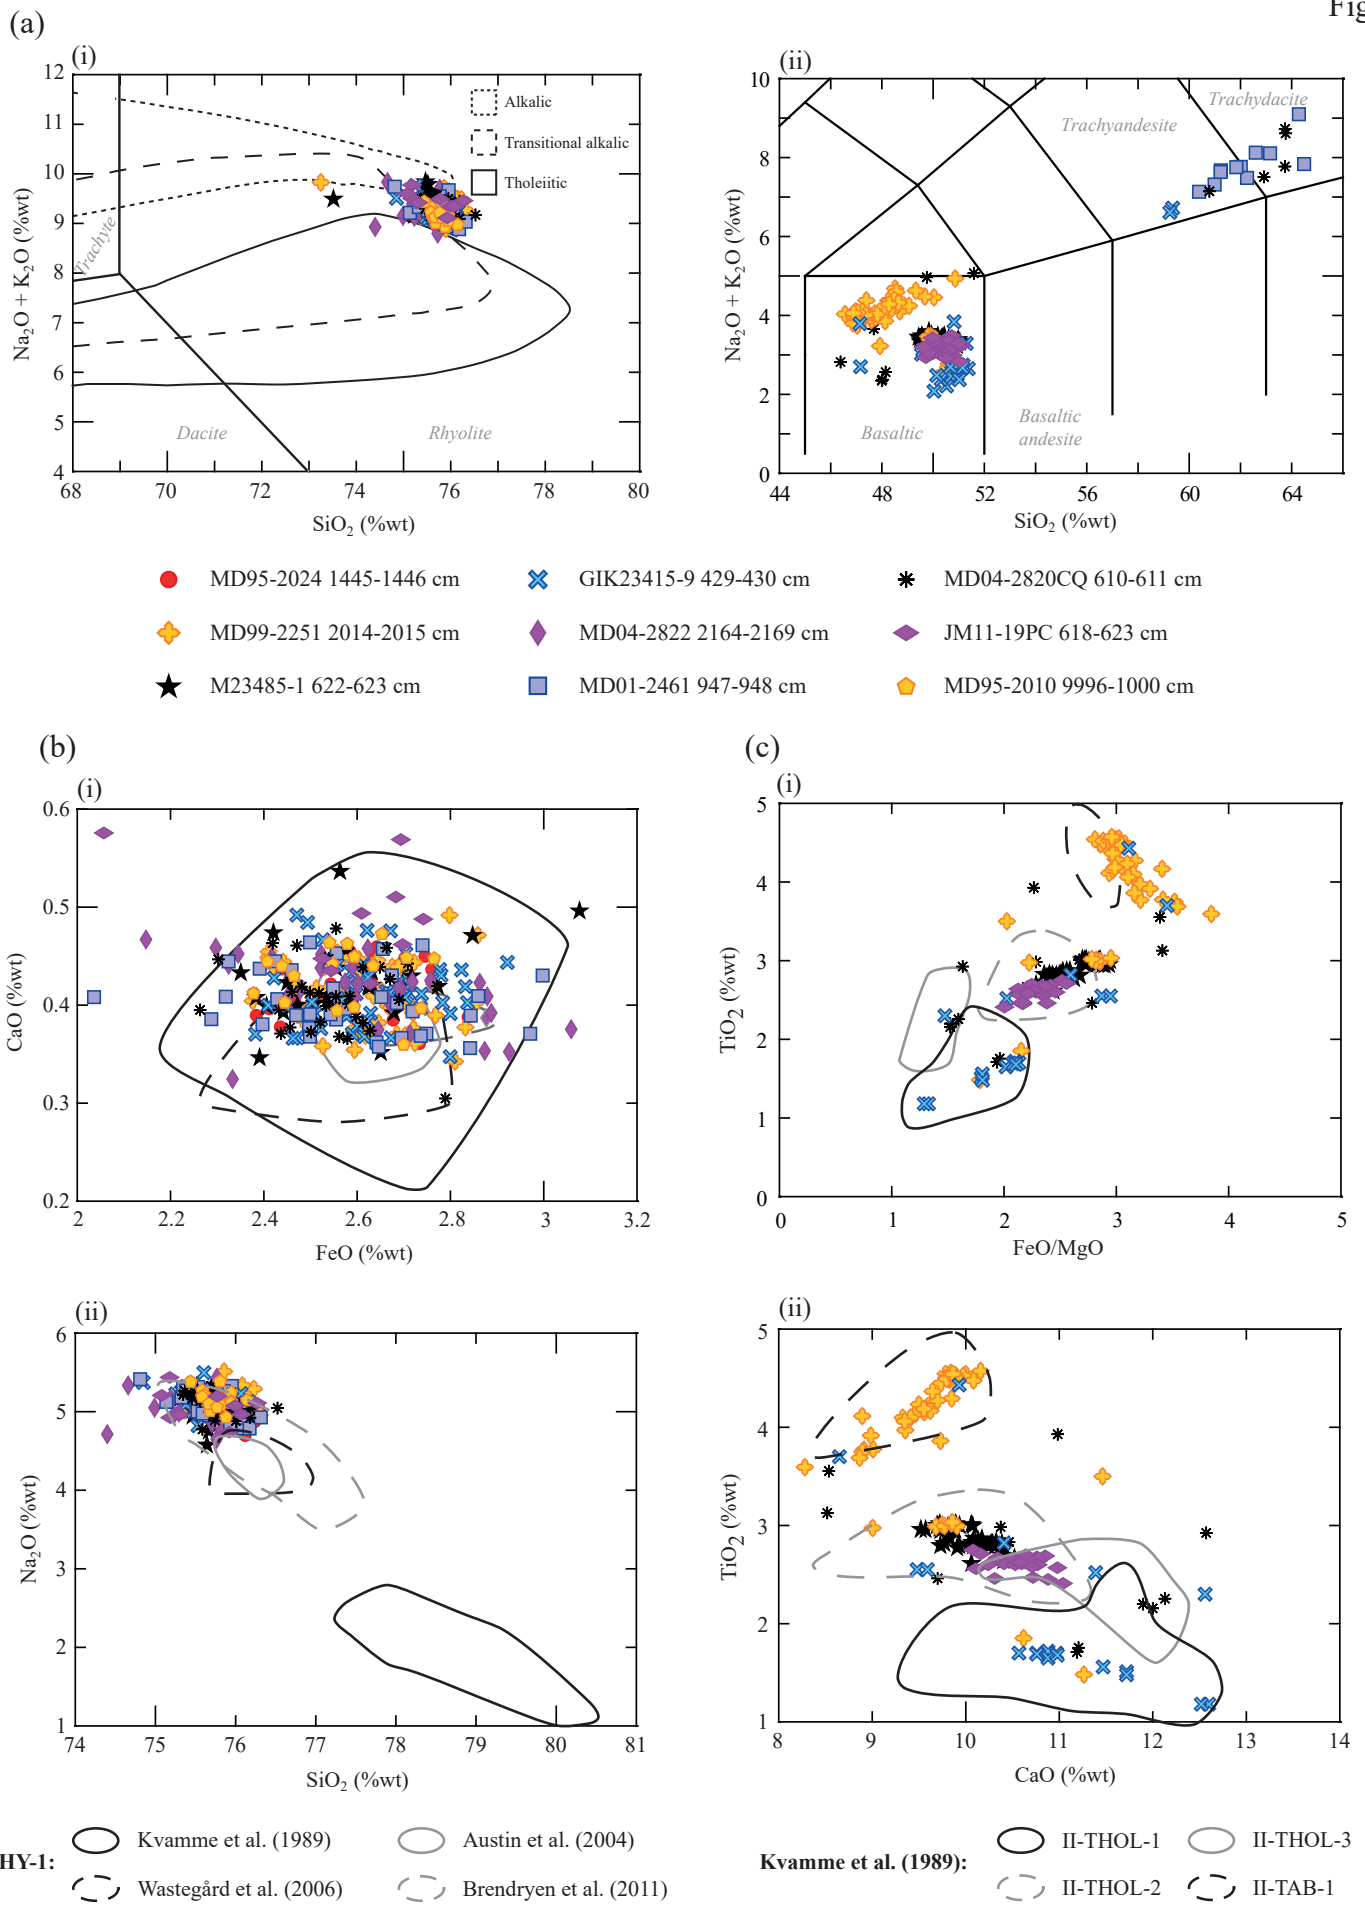 Fig
(a)
(i)
12
11
10
9
8
7
6
5
4
68
70
72
74
76
78
80
Na2O + K2O (%wt)
SiO2 (%wt)
Alkalic
Transitional alkalic
Tholeiitic
Trachyte
Dacite
Rhyolite
(ii)
10
8
6
4
2
0
44
48
52
56
60
64
Na2O + K2O (%wt)
SiO2 (%wt)
Trachydacite
Trachyandesite
Basaltic
Basaltic
andesite
MD95-2024 1445-1446 cm
GIK23415-9 429-430 cm
MD04-2820CQ 610-611 cm
MD99-2251 2014-2015 cm
MD04-2822 2164-2169 cm
JM11-19PC 618-623 cm
M23485-1 622-623 cm
MD01-2461 947-948 cm
MD95-2010 9996-1000 cm
(b)
(i)
0.6
0.5
0.4
0.3
0.2
2
2.2
2.4
2.6
2.8
3
3.2
CaO (%wt)
FeO (%wt)
(c)
(i)
5
4
3
2
1
0
0
1
2
3
4
5
TiO2 (%wt)
FeO/MgO
(ii)
6
5
4
3
2
1
74
75
76
77
78
79
80
81
Na2O (%wt)
SiO2 (%wt)
(ii)
5
4
3
2
1
8
9
10
11
12
13
14
TiO2 (%wt)
CaO (%wt)
HY-1:
Kvamme et al. (1989)
Austin et al. (2004)
Wastegård et al. (2006)
Brendryen et al. (2011)
Kvamme et al. (1989):
II-THOL-1
II-THOL-3
II-THOL-2
II-TAB-1